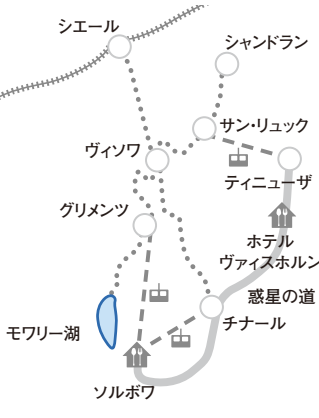 シエール
シャンドラン
サン・リュック
ヴィソワ
ティニューザ
グリメンツ
ホテル
ヴァイスホルン
惑星の道
チナール
モワリー湖
ソルボワ